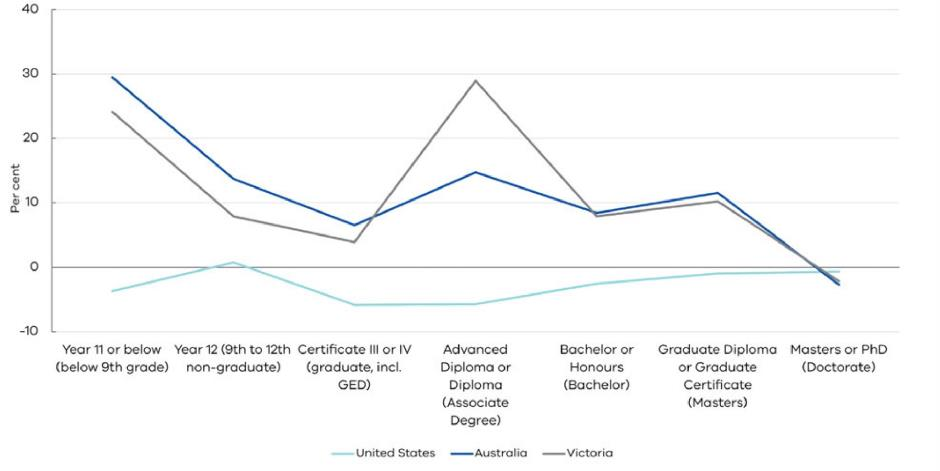 40
30
20
10
0
-10
Per cent
Year 11 or below
(below 9th grade)
Year 12 (9th to 12th
non-graduate)
Certificate III or IV
(graduate, incl.
GED)
Advanced
Diploma or
Diploma
(Associate
Degree)
Bachelor or
Honours
(Bachelor)
Graduate Diploma
or Graduate
Certificate
(Masters)
Masters or PhD
(Doctorate)
United States
Australia
Victoria